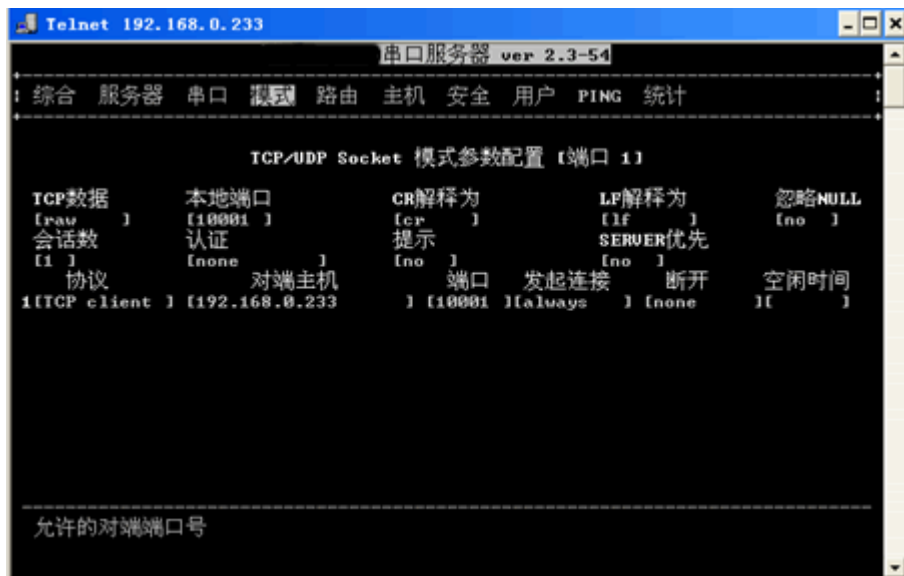 Telnet 192.168.0.233
串口服务器 ver 2.3-54
综合 服务器 串口 模式 路由 主机 安全 用户 PING 统计
TCP/UDP Socket 模式参数配置 [端口 1]
TCP数据 本地端口 CR解释为 LF解释为 忽略NULL
[raw ] [10001 ] [cr ] [lf ] [no ]
会话数 认证 提示 SERVER优先
[1 ] [none ] [no ] [no ]
协议 对端主机 端口 发起连接 断开 空闲时间
1[TCP client ] [192.168.0.233 ] [10001 ][always ] [none ][ ]
允许的对端端口号